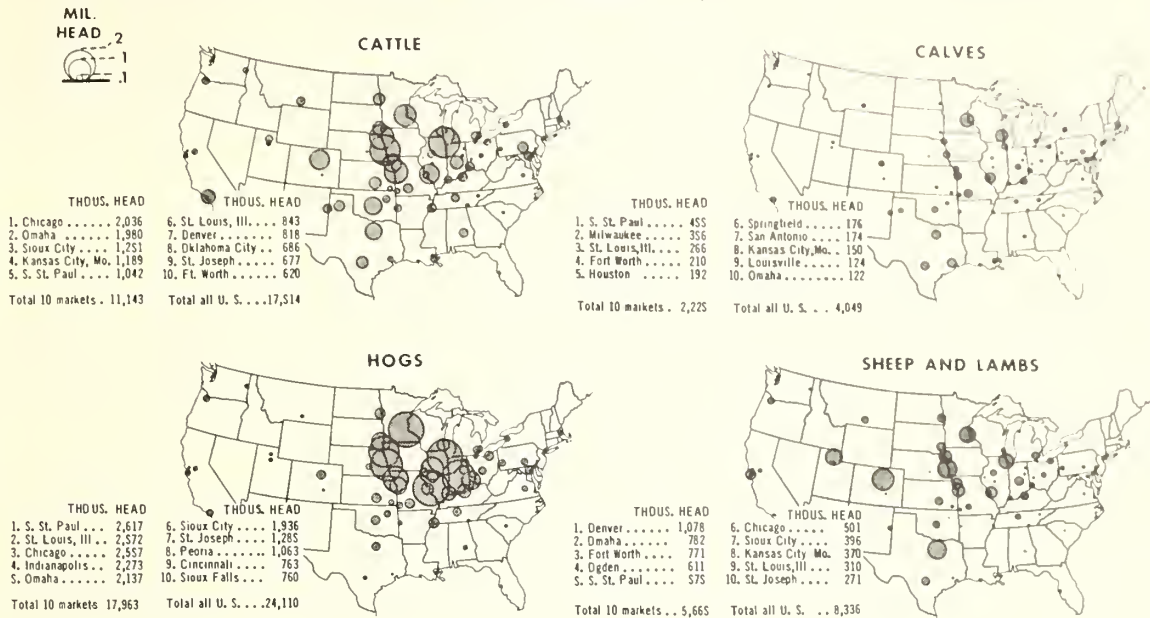 MIL.
HEAD
2
1
.1
CATTLE
THOUS. HEAD
1. Chicago .... 2,036
2. Omaha ..... 1,980
3. Sioux City ... 1,251
4. Kansas City, Mo. 1,189
5. S. St. Paul ... 1,042
Total 10 markets . 11,143
THOUS. HEAD
6. St. Louis, Ill. ... 843
7. Denver ...... 818
8. Oklahoma City .. 686
9. St. Joseph .... 677
10. Ft. Worth .... 620
Total all U. S. ... 17,514
CALVES
THOUS. HEAD
1. S. St. Paul .... 455
2. Milwaukee .... 356
3. St. Louis, Ill. ... 266
4. Fort Worth .... 210
5. Houston ..... 192
Total 10 markets . 2,225
THOUS. HEAD
6. Springfield ... 176
7. San Antonio ... 174
8. Kansas City, Mo. . 150
9. Louisville .... 124
10. Omaha ...... 122
Total all U. S. ... 4,049
HOGS
THOUS. HEAD
1. S. St. Paul ... 2,617
2. St. Louis, Ill .. 2,572
3. Chicago ..... 2,557
4. Indianapolis .. 2,273
5. Omaha ...... 2,137
Total 10 markets 17,963
THOUS. HEAD
6. Sioux City .... 1,936
7. St. Joseph .... 1,285
8. Peoria ....... 1,063
9. Cincinnati .... 763
10. Sioux Falls ... 760
Total all U. S. .... 24,110
SHEEP AND LAMBS
THOUS. HEAD
1. Denver ...... 1,078
2. Omaha ...... 782
3. Fort Worth .... 771
4. Ogden ...... 611
5. S. St. Paul .... 575
Total 10 markets .. 5,665
THOUS. HEAD
6. Chicago ..... 501
7. Sioux City .... 396
8. Kansas City Mo. 370
9. St. Louis, Ill ... 310
10. St. Joseph .... 271
Total all U. S. .. 8,336